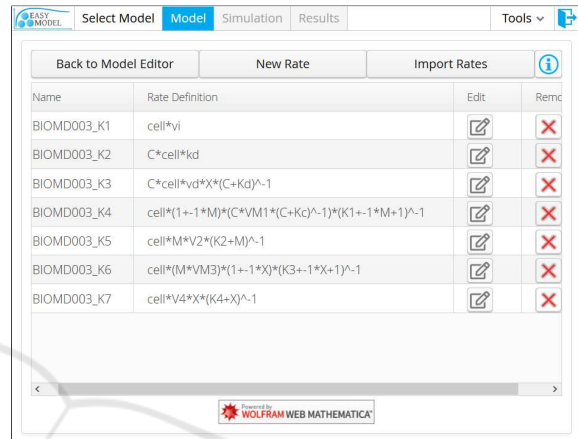 EASY MODEL Select Model Model Simulation Results Tools
Back to Model Editor New Rate Import Rates
Name Rate Definition Edit Remo
BIOMD003_K1 cell*vi
BIOMD003_K2 C*cell*kd
BIOMD003_K3 C*cell*vd*X*(C+Kd)^-1
BIOMD003_K4 cell*(1+-1*M)*(C*VM1*(C+Kc)^-1)*(K1+-1*M+1)^-1
BIOMD003_K5 cell*M*V2*(K2+M)^-1
BIOMD003_K6 cell*(M*VM3)*(1+-1*X)*(K3+-1*X+1)^-1
BIOMD003_K7 cell*V4*X*(K4+X)^-1
Powered by
WOLFRAM WEB MATHEMATICA